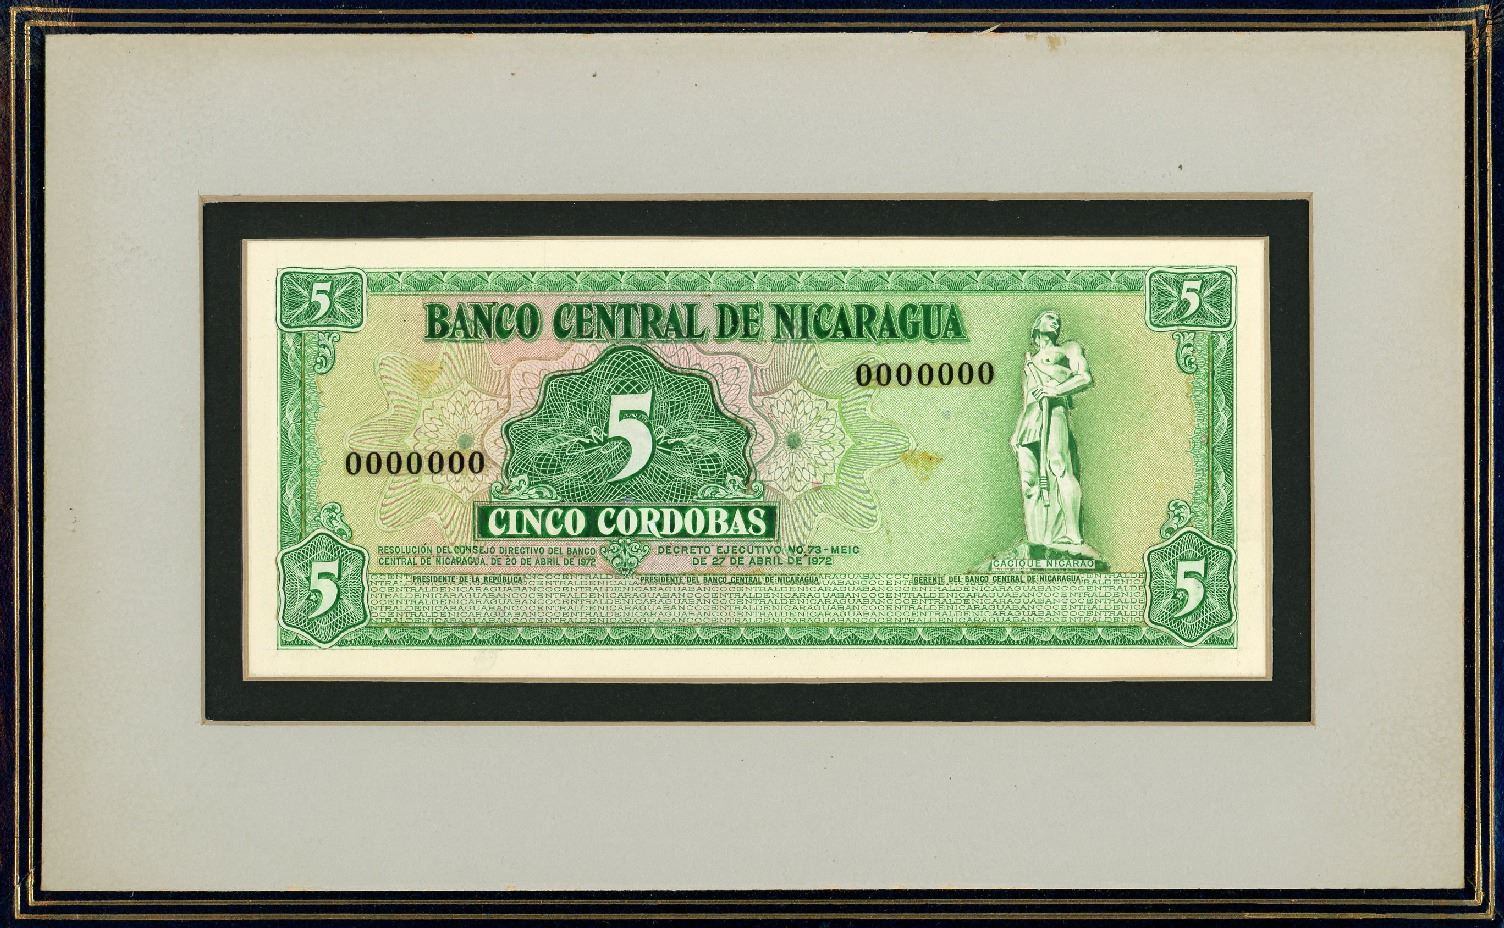 5
5
BANCO CENTRAL DE NICARAGUA
0000000
5
0000000
CINCO CORDOBAS
RESOLUCIÓN DEL CONSEJO DIRECTIVO DEL BANCO
CENTRAL DE NICARAGUA, DE 20 DE ABRIL DE 1972
DECRETO EJECUTIVO NO. 73-MEIC
DE 27 DE ABRIL DE 1972
CACIQUE NICARAO
PRESIDENTE DE LA REPÚBLICA
PRESIDENTE DEL BANCO CENTRAL DE NICARAGUA
GERENTE DEL BANCO CENTRAL DE NICARAGUA
5
5